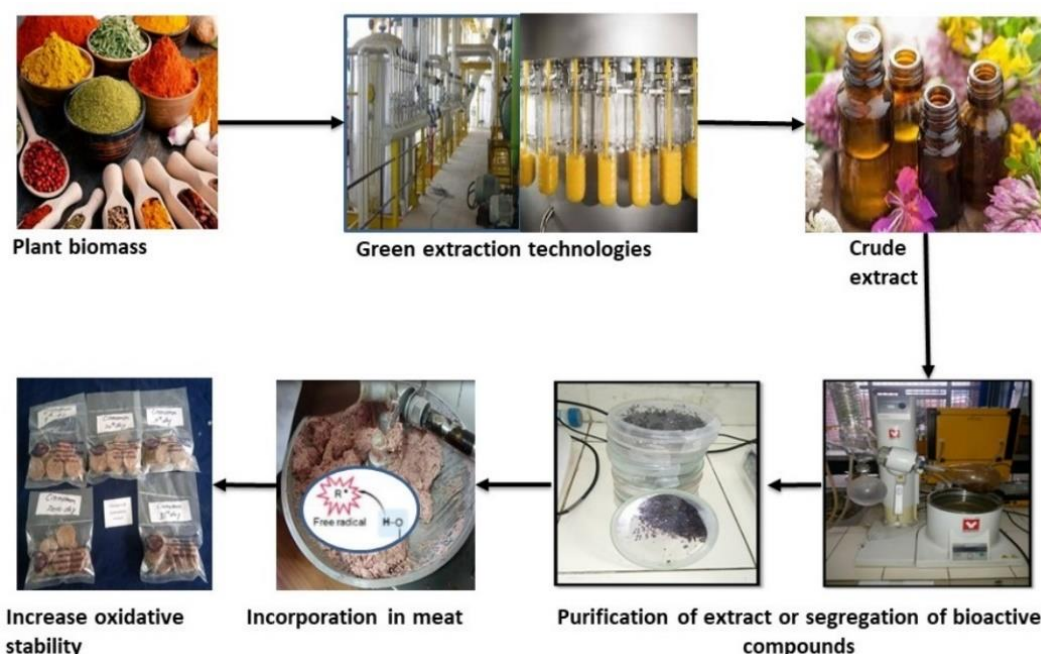 Plant biomass
Green extraction technologies
Crude
extract
R•
Free radical
H-O
Increase oxidative
stability
Incorporation in meat
Purification of extract or segregation of bioactive
compounds